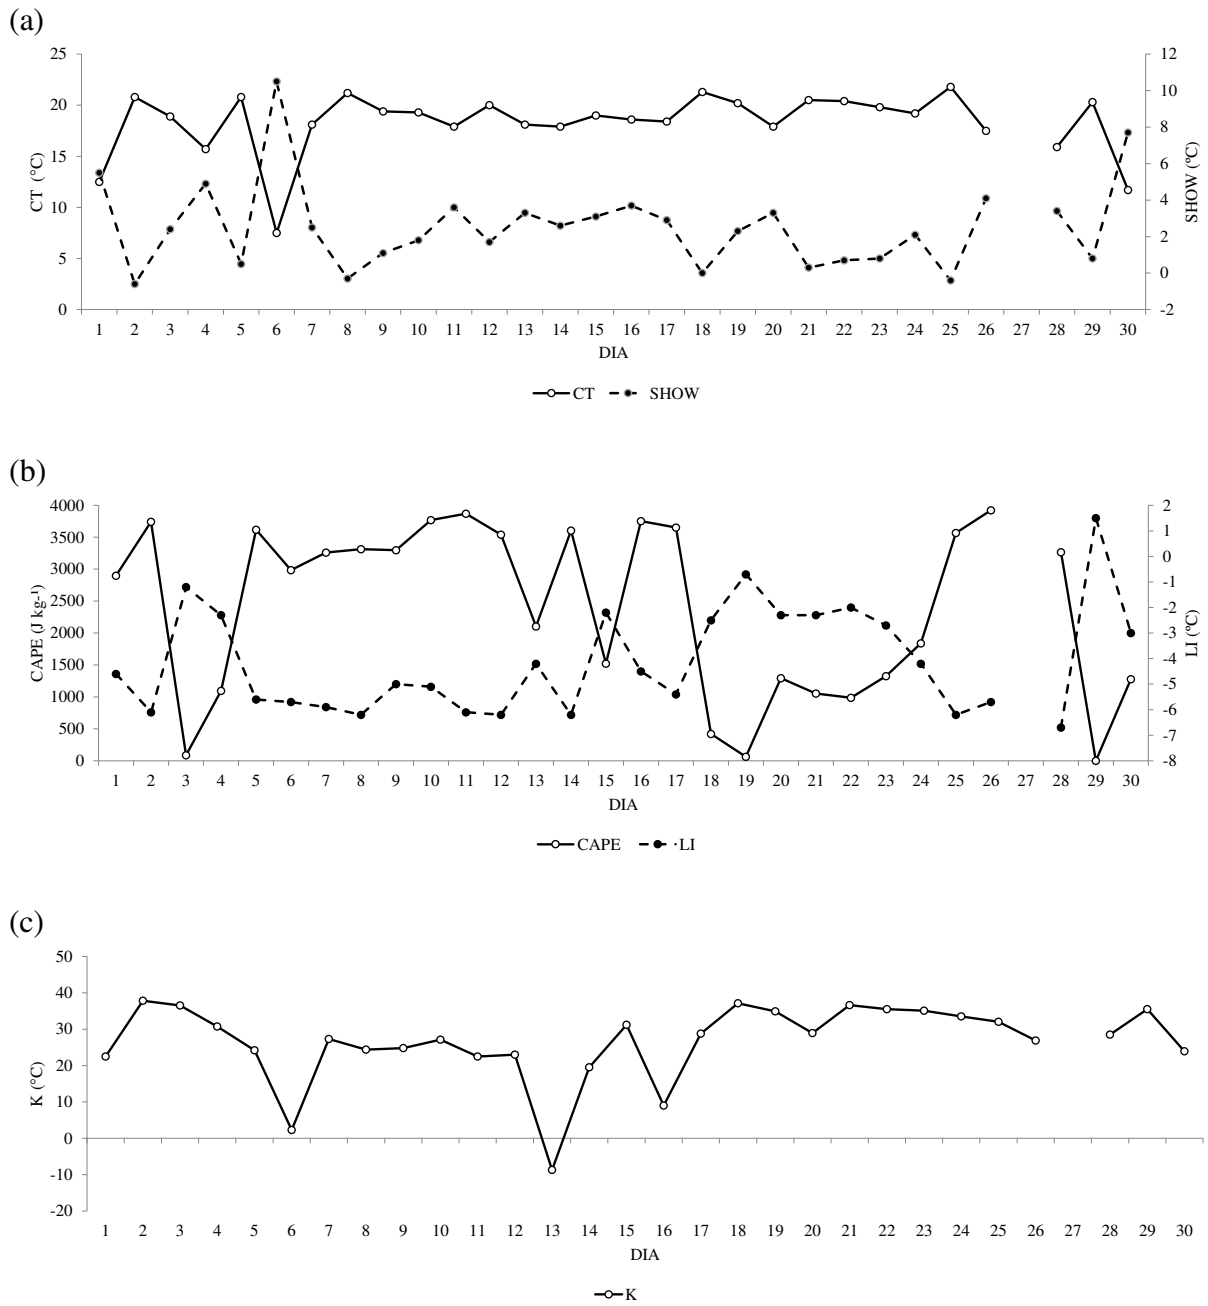 (a)
25 12
20 10
15 8
10 6
5 4
0 2
0
-2
CT (°C)
SHOW (°C)
1 2 3 4 5 6 7 8 9 10 11 12 13 14 15 16 17 18 19 20 21 22 23 24 25 26 27 28 29 30
DIA
CT SHOW
(b)
4000 2
3500 1
3000 0
2500 -1
2000 -2
1500 -3
1000 -4
500 -5
0 -6
-7
-8
CAPE (J kg-¹)
LI (°C)
1 2 3 4 5 6 7 8 9 10 11 12 13 14 15 16 17 18 19 20 21 22 23 24 25 26 27 28 29 30
DIA
CAPE LI
(c)
50
40
30
20
10
0
-10
-20
K (°C)
1 2 3 4 5 6 7 8 9 10 11 12 13 14 15 16 17 18 19 20 21 22 23 24 25 26 27 28 29 30
DIA
K